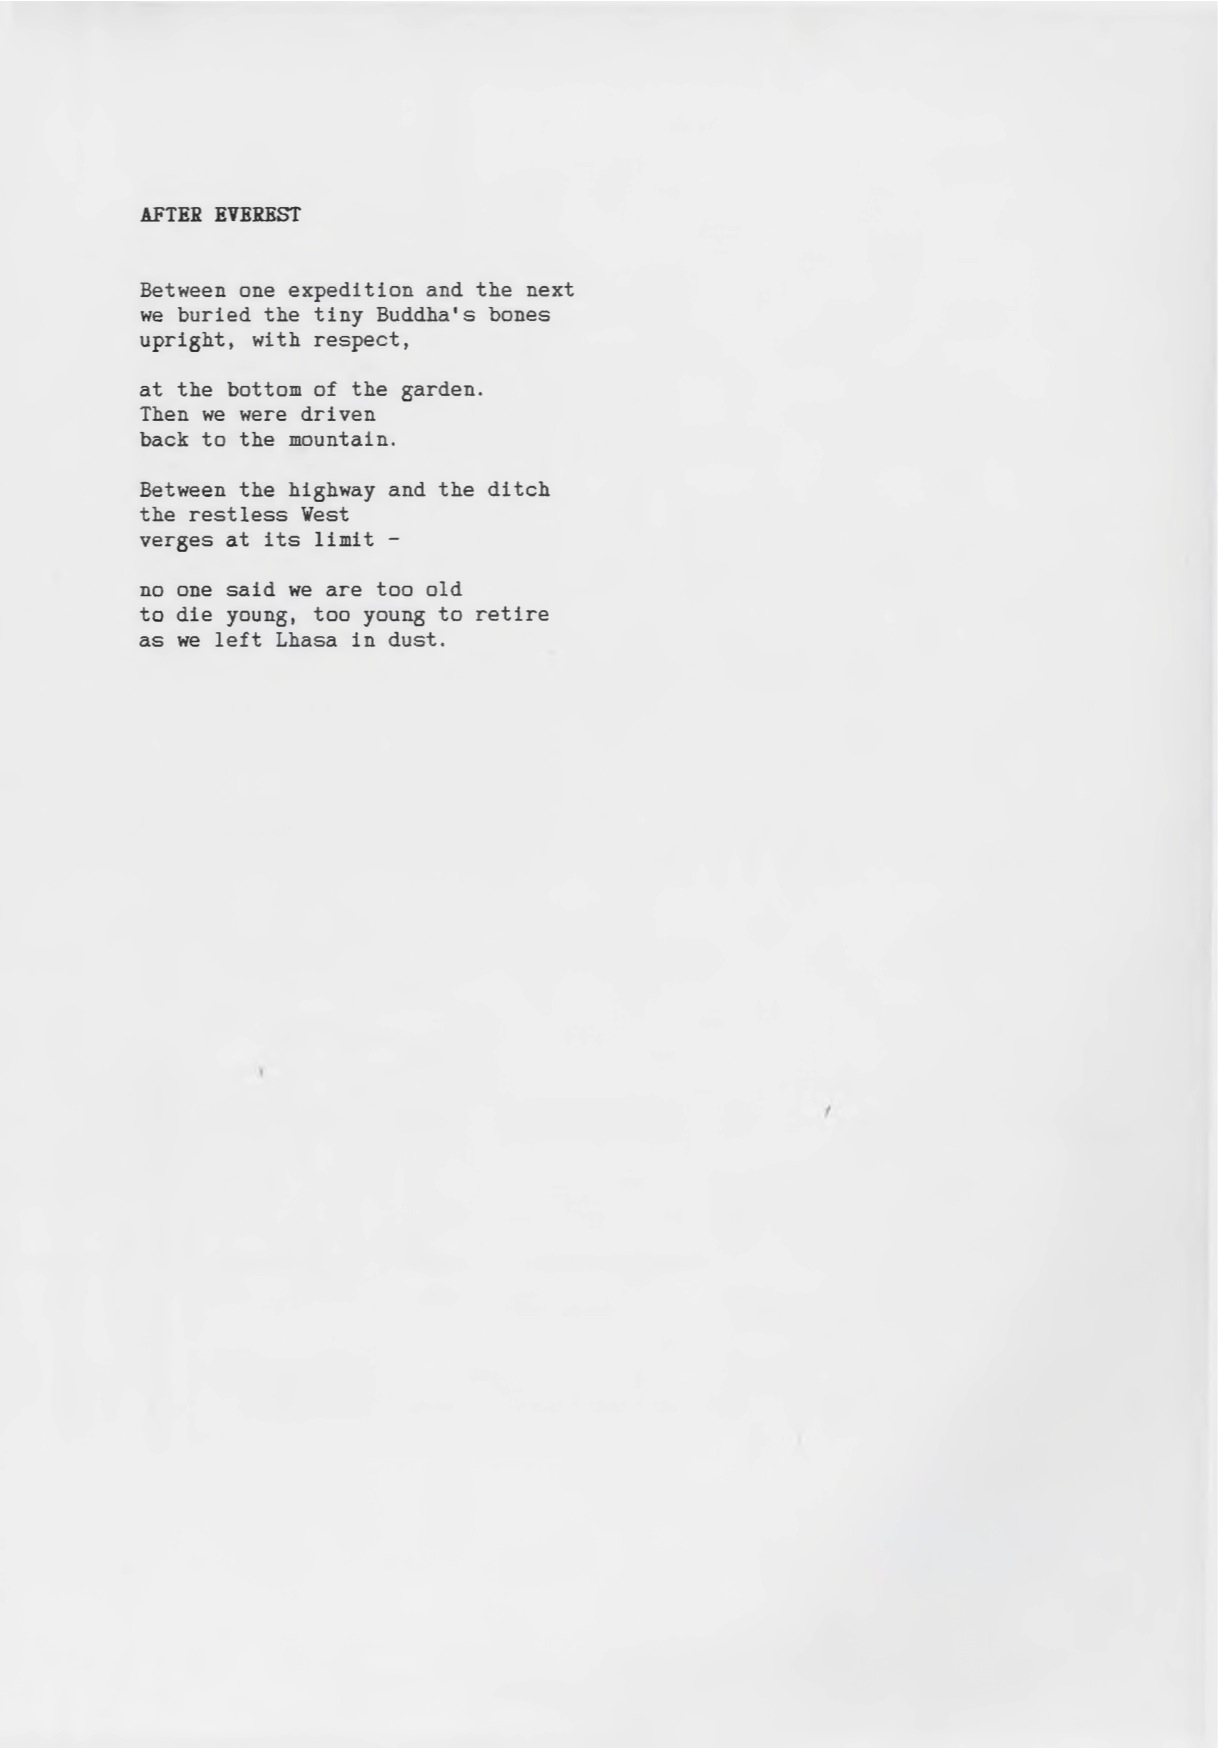 AFTER EVEREST
Between one expedition and the next
we buried the tiny Buddha's bones
upright, with respect,
at the bottom of the garden.
Then we were driven
back to the mountain.
Between the highway and the ditch
the restless West
verges at its limit -
no one said we are too old
to die young, too young to retire
as we left Lhasa in dust.